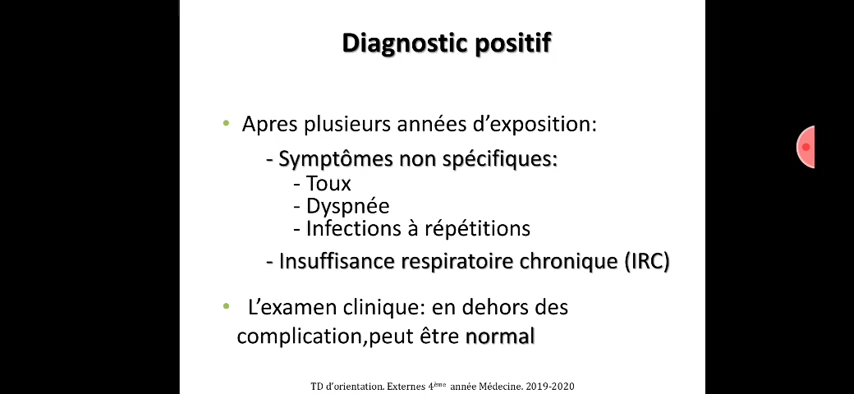 Diagnostic positif
• Apres plusieurs années d’exposition:
- Symptômes non spécifiques:
- Toux
- Dyspnée
- Infections à répétitions
- Insuffisance respiratoire chronique (IRC)
• L’examen clinique: en dehors des
complication,peut être normal
TD d’orientation. Externes 4ème année Médecine. 2019-2020